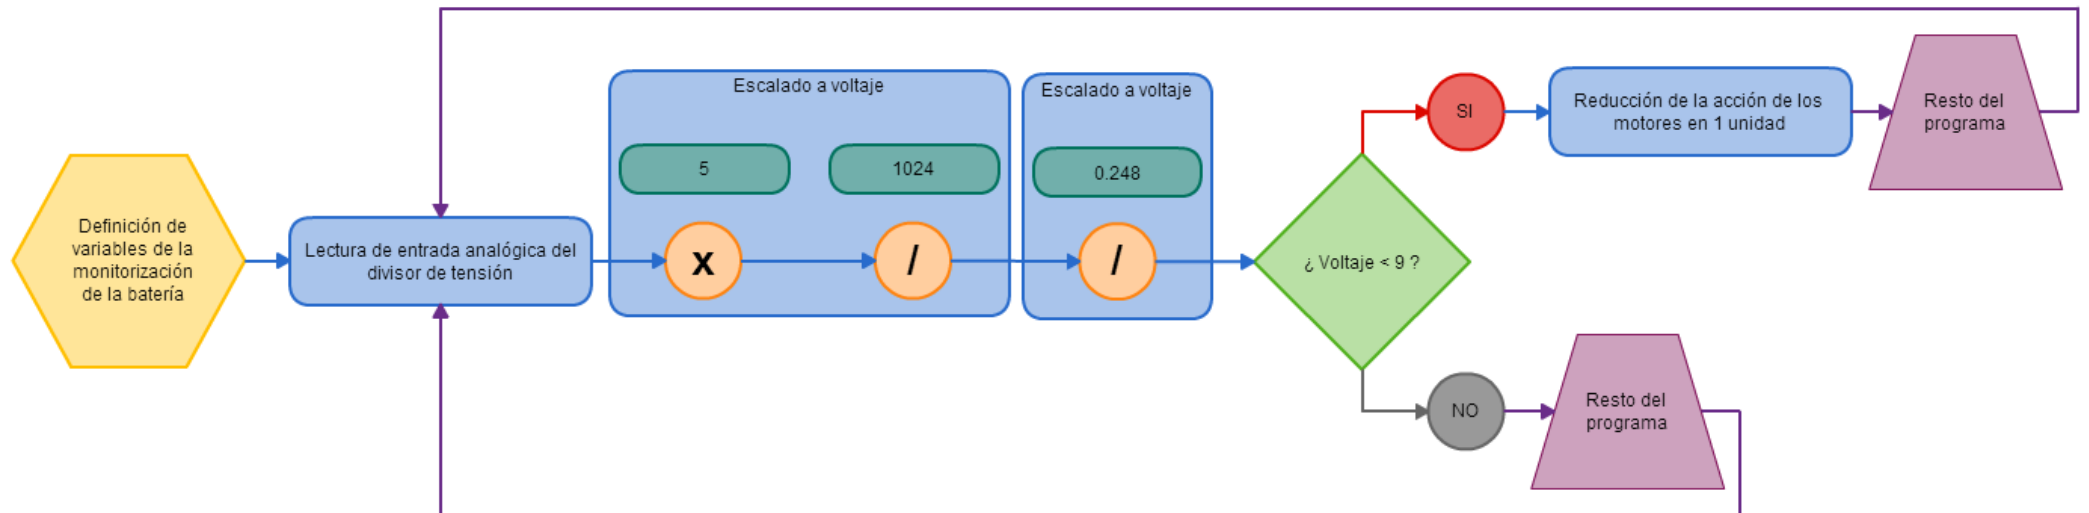 Definición de
variables de la
monitorización
de la batería
Lectura de entrada analógica del
divisor de tensión
Escalado a voltaje
5
1024
x
/
Escalado a voltaje
0.248
/
¿ Voltaje < 9 ?
SI
Reducción de la acción de los
motores en 1 unidad
Resto del
programa
NO
Resto del
programa